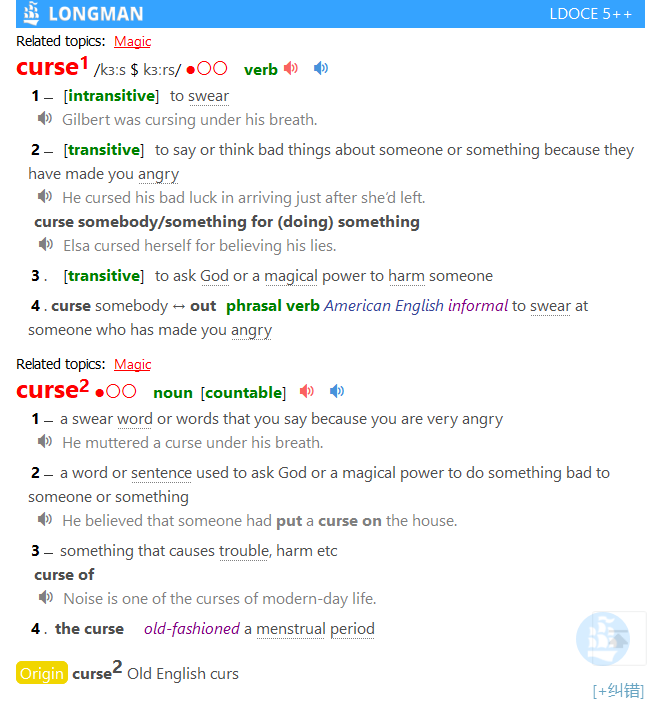 LONGMAN LDOCE 5++
Related topics: Magic
curse1 /kɜːs $ kɜːrs/ ●○○ verb
1 – [intransitive] to swear
Gilbert was cursing under his breath.
2 – [transitive] to say or think bad things about someone or something because they
have made you angry
He cursed his bad luck in arriving just after she’d left.
curse somebody/something for (doing) something
Elsa cursed herself for believing his lies.
3 . [transitive] to ask God or a magical power to harm someone
4 . curse somebody ↔ out phrasal verb American English informal to swear at
someone who has made you angry
Related topics: Magic
curse2 ●○○ noun [countable]
1 – a swear word or words that you say because you are very angry
He muttered a curse under his breath.
2 – a word or sentence used to ask God or a magical power to do something bad to
someone or something
He believed that someone had put a curse on the house.
3 – something that causes trouble, harm etc
curse of
Noise is one of the curses of modern-day life.
4 . the curse old-fashioned a menstrual period
Origin curse2 Old English curs
[+纠错]